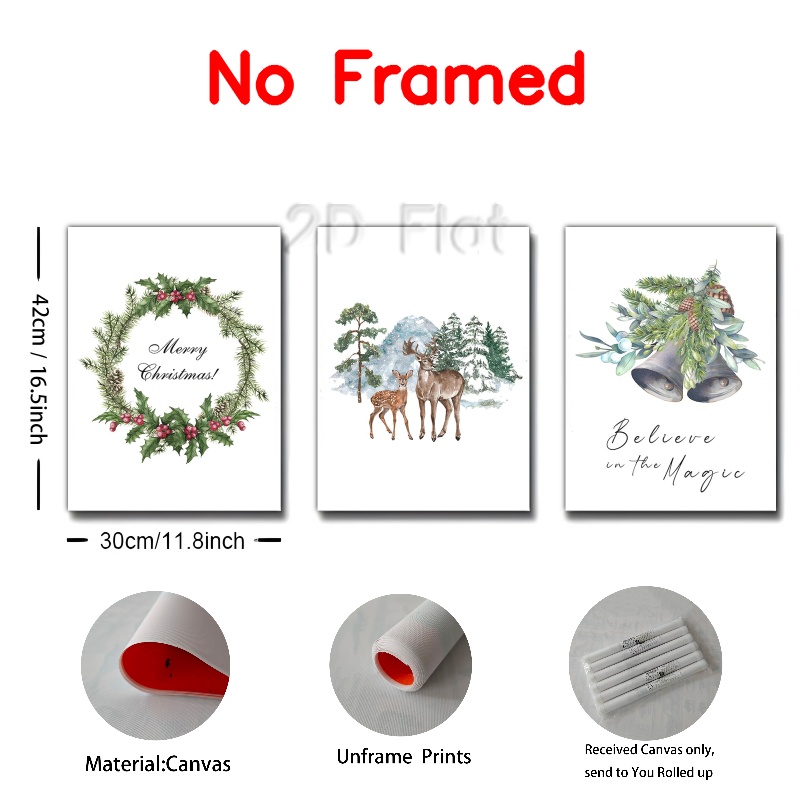 No Framed
2D Flat
42cm / 16.5inch
Merry
Christmas!
Believe
in the Magic
30cm/11.8inch
Material:Canvas
Unframe Prints
Received Canvas only,
send to You Rolled up